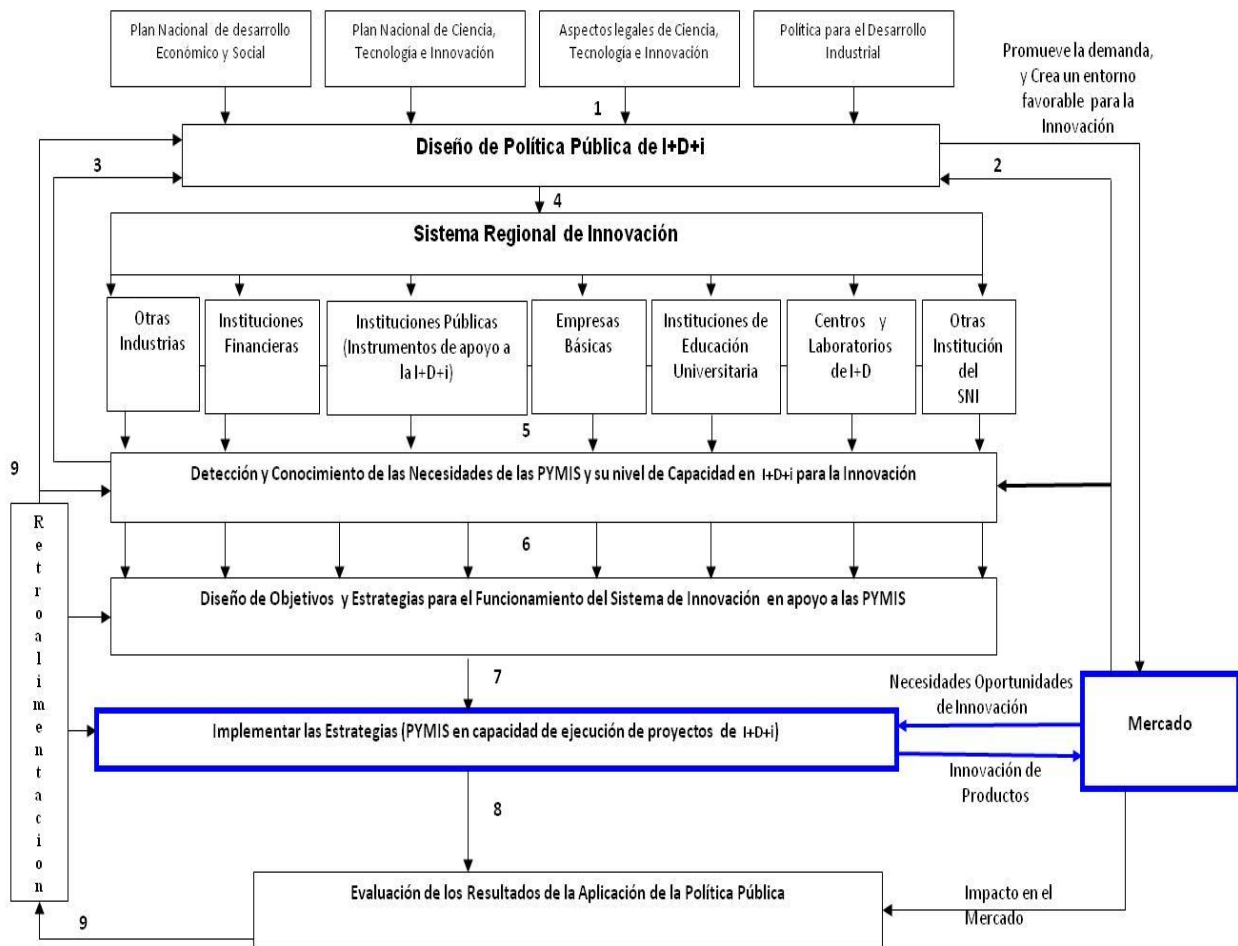 Plan Nacional de desarrollo
Económico y Social
Plan Nacional de Ciencia,
Tecnología e Innovación
Aspectos legales de Ciencia,
Tecnología e Innovación
Política para el Desarrollo
Industrial
Promueve la demanda,
y Crea un entorno
favorable para la
Innovación
1
Diseño de Política Pública de I+D+i
3
2
4
Sistema Regional de Innovación
Otras
Industrias
Instituciones
Financieras
Instituciones Públicas
(Instrumentos de apoyo a
la I+D+i)
Empresas
Básicas
Instituciones de
Educación
Universitaria
Centros y
Laboratorios
de I+D
Otras
Institución
del
SNI
5
9
Detección y Conocimiento de las Necesidades de las PYMIS y su nivel de Capacidad en I+D+i para la Innovación
6
Diseño de Objetivos y Estrategias para el Funcionamiento del Sistema de Innovación en apoyo a las PYMIS
R
e
t
r
o
a
l
i
m
e
n
t
a
c
i
o
n
7
Necesidades Oportunidades
de Innovación
Implementar las Estrategias (PYMIS en capacidad de ejecución de proyectos de I+D+i)
Mercado
Innovación de
Productos
8
Evaluación de los Resultados de la Aplicación de la Política Pública
Impacto en el
Mercado
9